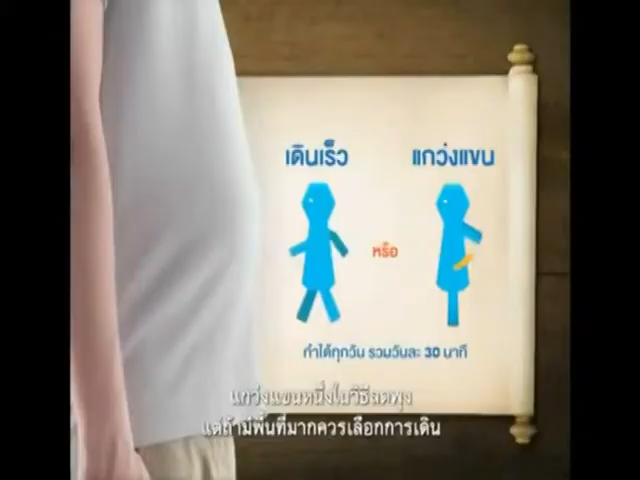 เดินเร็ว
แกว่งแขน
หรือ
ทำได้ทุกวัน รวมวันละ 30 นาที
แกว่งแขนหนึ่งในวิธีลดพุง
แต่ถ้ามีพื้นที่มากควรเลือกการเดิน